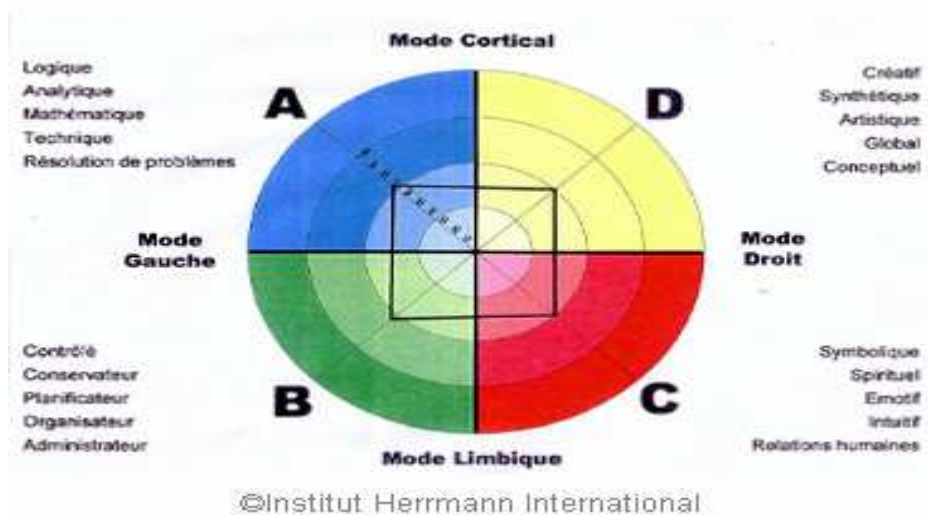 Mode Cortical
Logique
Analytique
Mathématique
Technique
Résolution de problèmes
A
D
Créatif
Synthétique
Artistique
Global
Conceptuel
Mode
Gauche
Mode
Droit
Contrôlé
Conservateur
Planificateur
Organisateur
Administrateur
B
C
Symbolique
Spirituel
Emotif
Intuitif
Relations humaines
Mode Limbique
©Institut Herrmann International